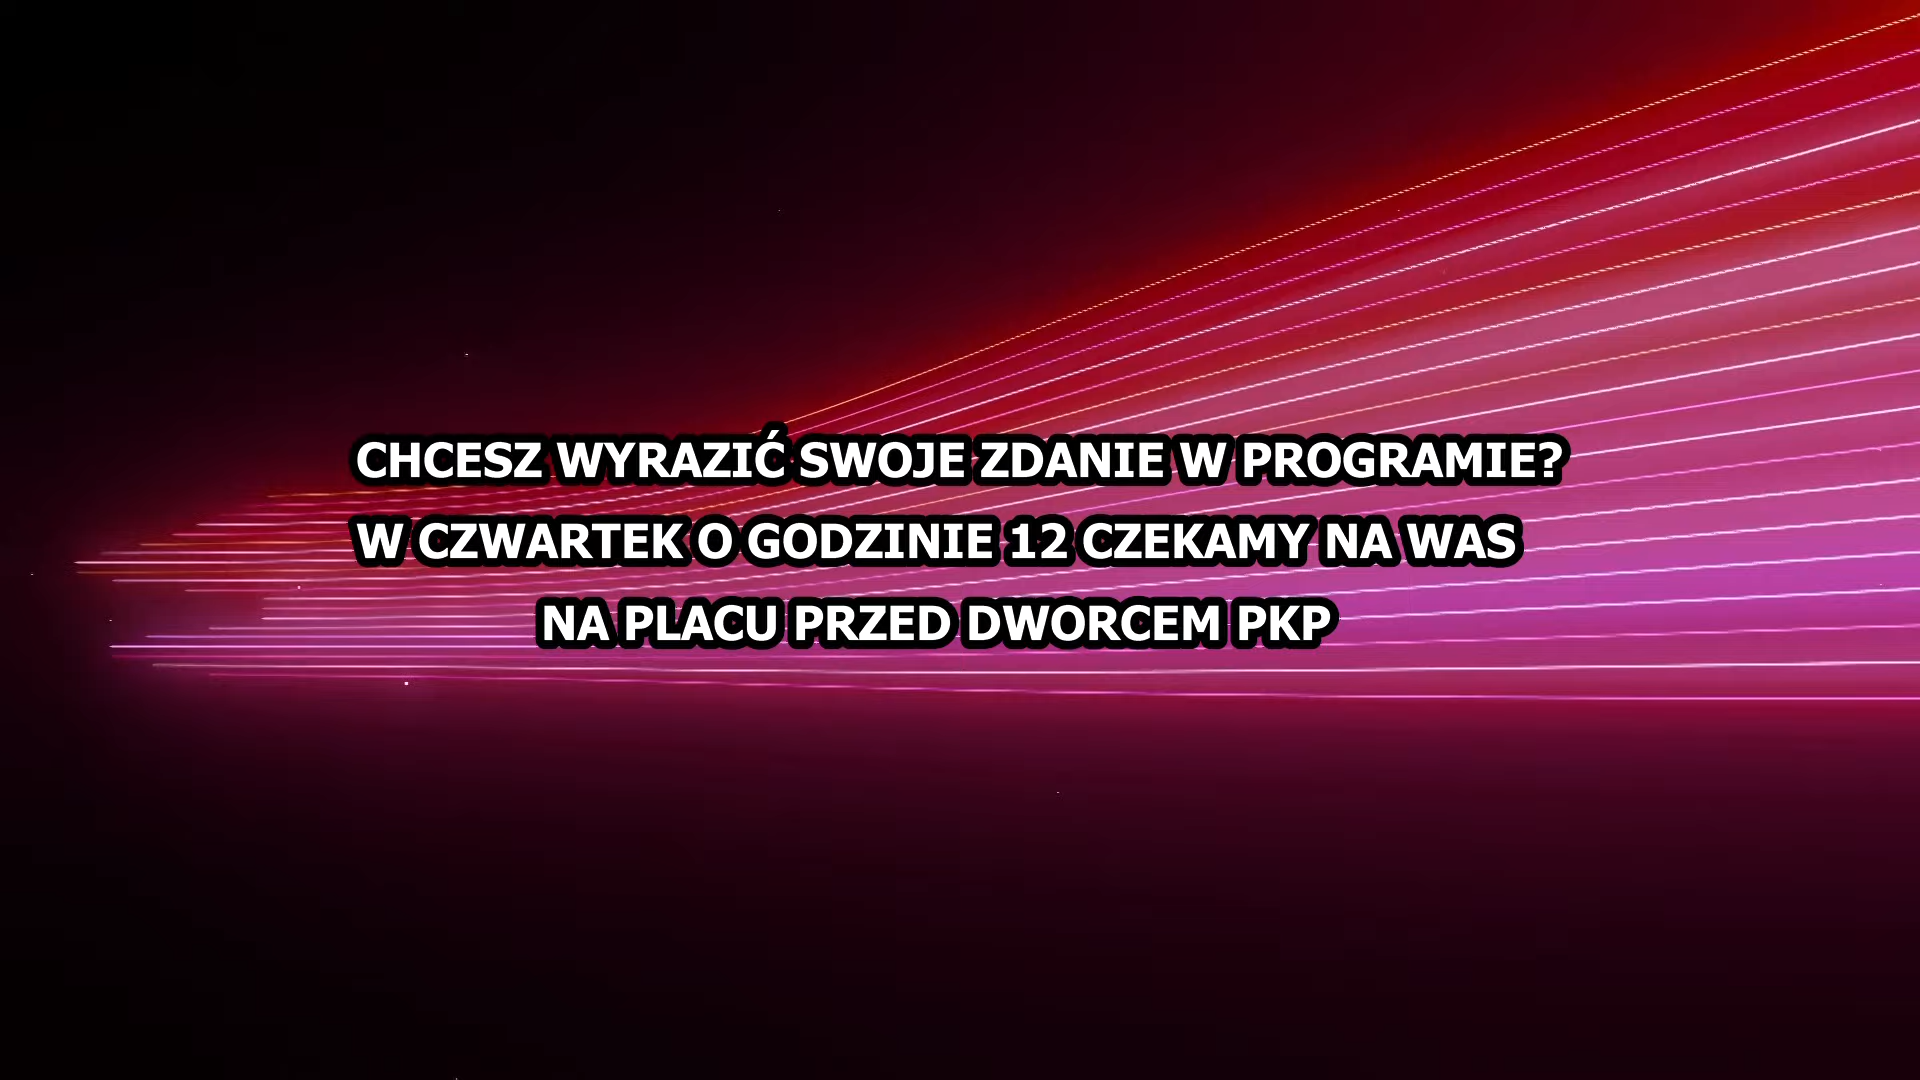 CHCESZ WYRAZIĆ SWOJE ZDANIE W PROGRAMIE?
W CZWARTEK O GODZINIE 12 CZEKAMY NA WAS
NA PLACU PRZED DWORCEM PKP